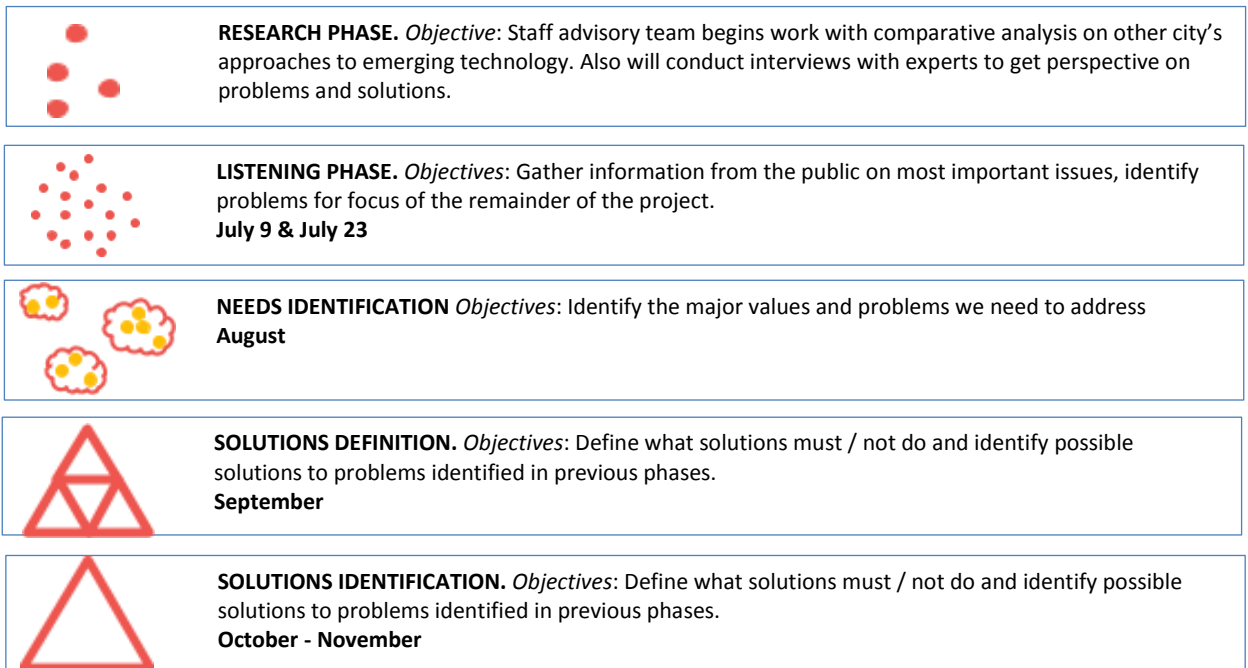 RESEARCH PHASE. Objective: Staff advisory team begins work with comparative analysis on other city’s
approaches to emerging technology. Also will conduct interviews with experts to get perspective on
problems and solutions.
LISTENING PHASE. Objectives: Gather information from the public on most important issues, identify
problems for focus of the remainder of the project.
July 9 & July 23
NEEDS IDENTIFICATION Objectives: Identify the major values and problems we need to address
August
SOLUTIONS DEFINITION. Objectives: Define what solutions must / not do and identify possible
solutions to problems identified in previous phases.
September
SOLUTIONS IDENTIFICATION. Objectives: Define what solutions must / not do and identify possible
solutions to problems identified in previous phases.
October - November